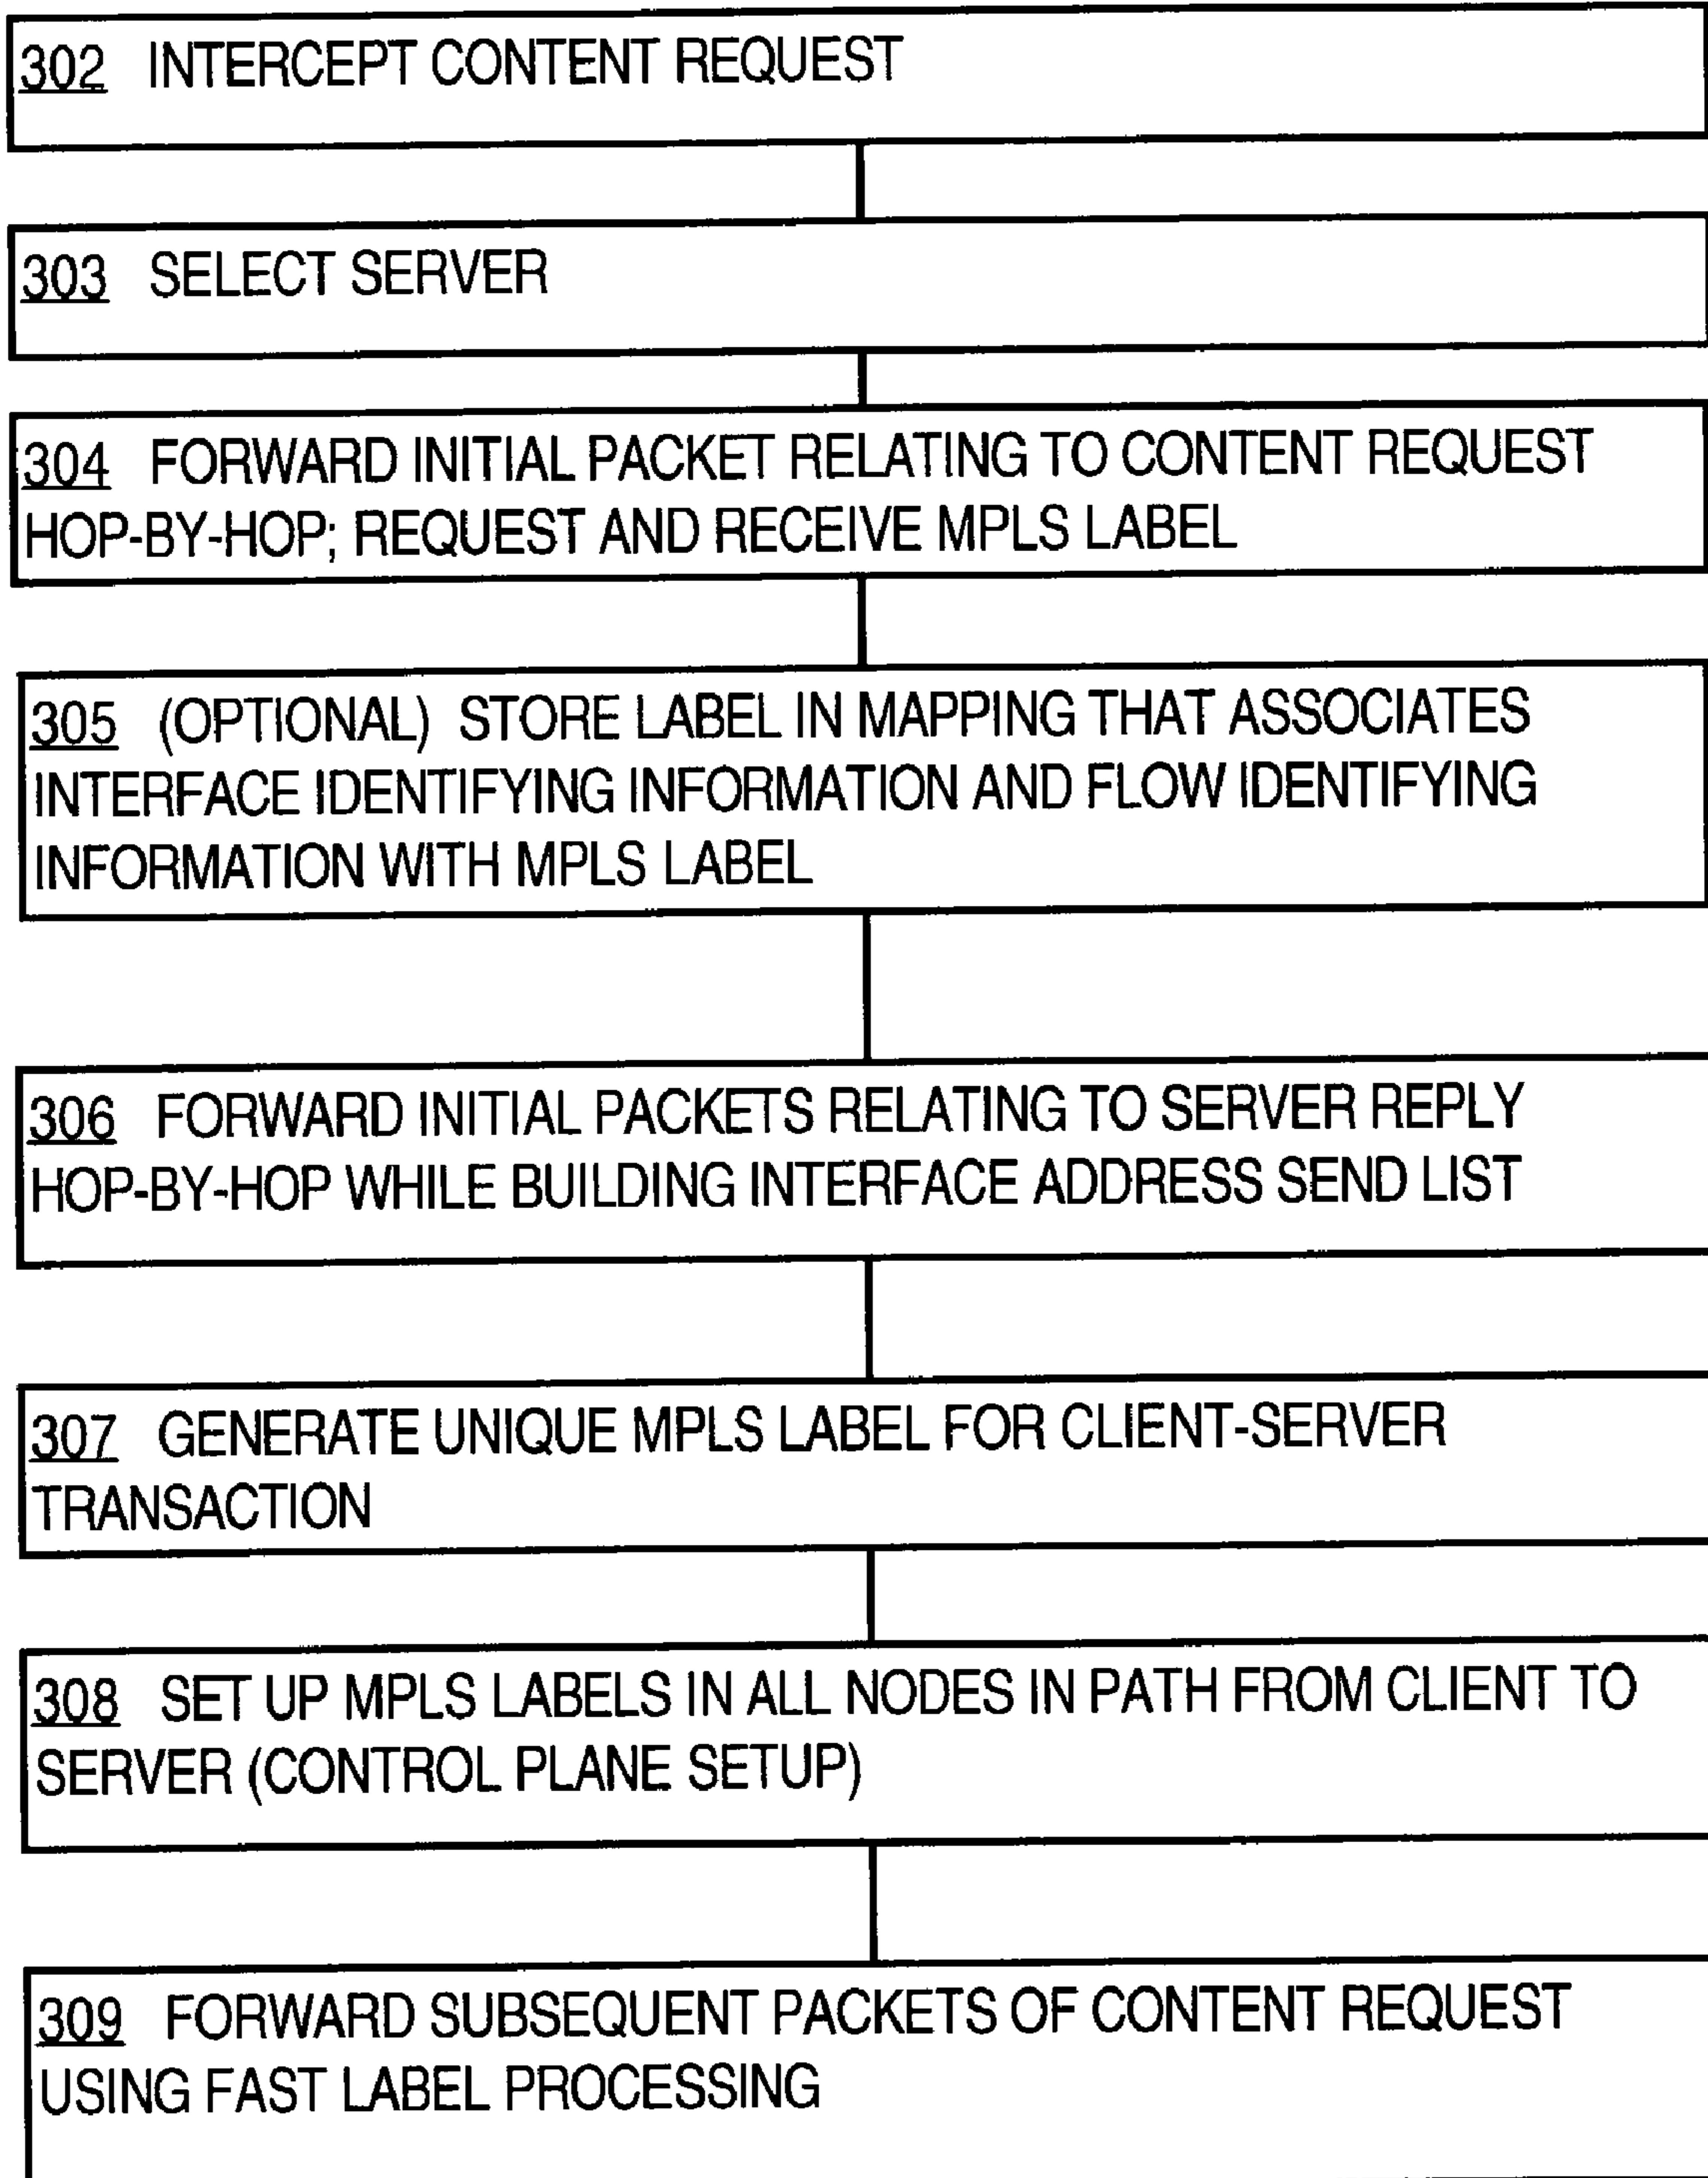 302 INTERCEPT CONTENT REQUEST
303 SELECT SERVER
304 FORWARD INITIAL PACKET RELATING TO CONTENT REQUEST
HOP-BY-HOP; REQUEST AND RECEIVE MPLS LABEL
305 (OPTIONAL) STORE LABEL IN MAPPING THAT ASSOCIATES
INTERFACE IDENTIFYING INFORMATION AND FLOW IDENTIFYING
INFORMATION WITH MPLS LABEL
306 FORWARD INITIAL PACKETS RELATING TO SERVER REPLY
HOP-BY-HOP WHILE BUILDING INTERFACE ADDRESS SEND LIST
307 GENERATE UNIQUE MPLS LABEL FOR CLIENT-SERVER
TRANSACTION
308 SET UP MPLS LABELS IN ALL NODES IN PATH FROM CLIENT TO
SERVER (CONTROL PLANE SETUP)
309 FORWARD SUBSEQUENT PACKETS OF CONTENT REQUEST
USING FAST LABEL PROCESSING